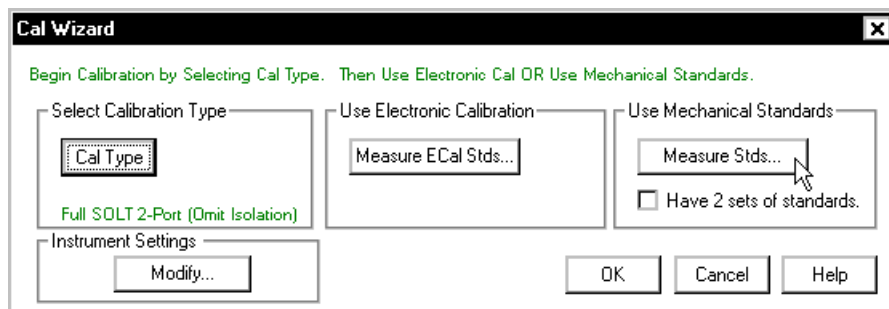 Cal Wizard
Begin Calibration by Selecting Cal Type. Then Use Electronic Cal OR Use Mechanical Standards.
Select Calibration Type
Cal Type
Full SOLT 2-Port (Omit Isolation)
Use Electronic Calibration
Measure ECal Stds...
Use Mechanical Standards
Measure Stds...
Have 2 sets of standards.
Instrument Settings
Modify...
OK
Cancel
Help